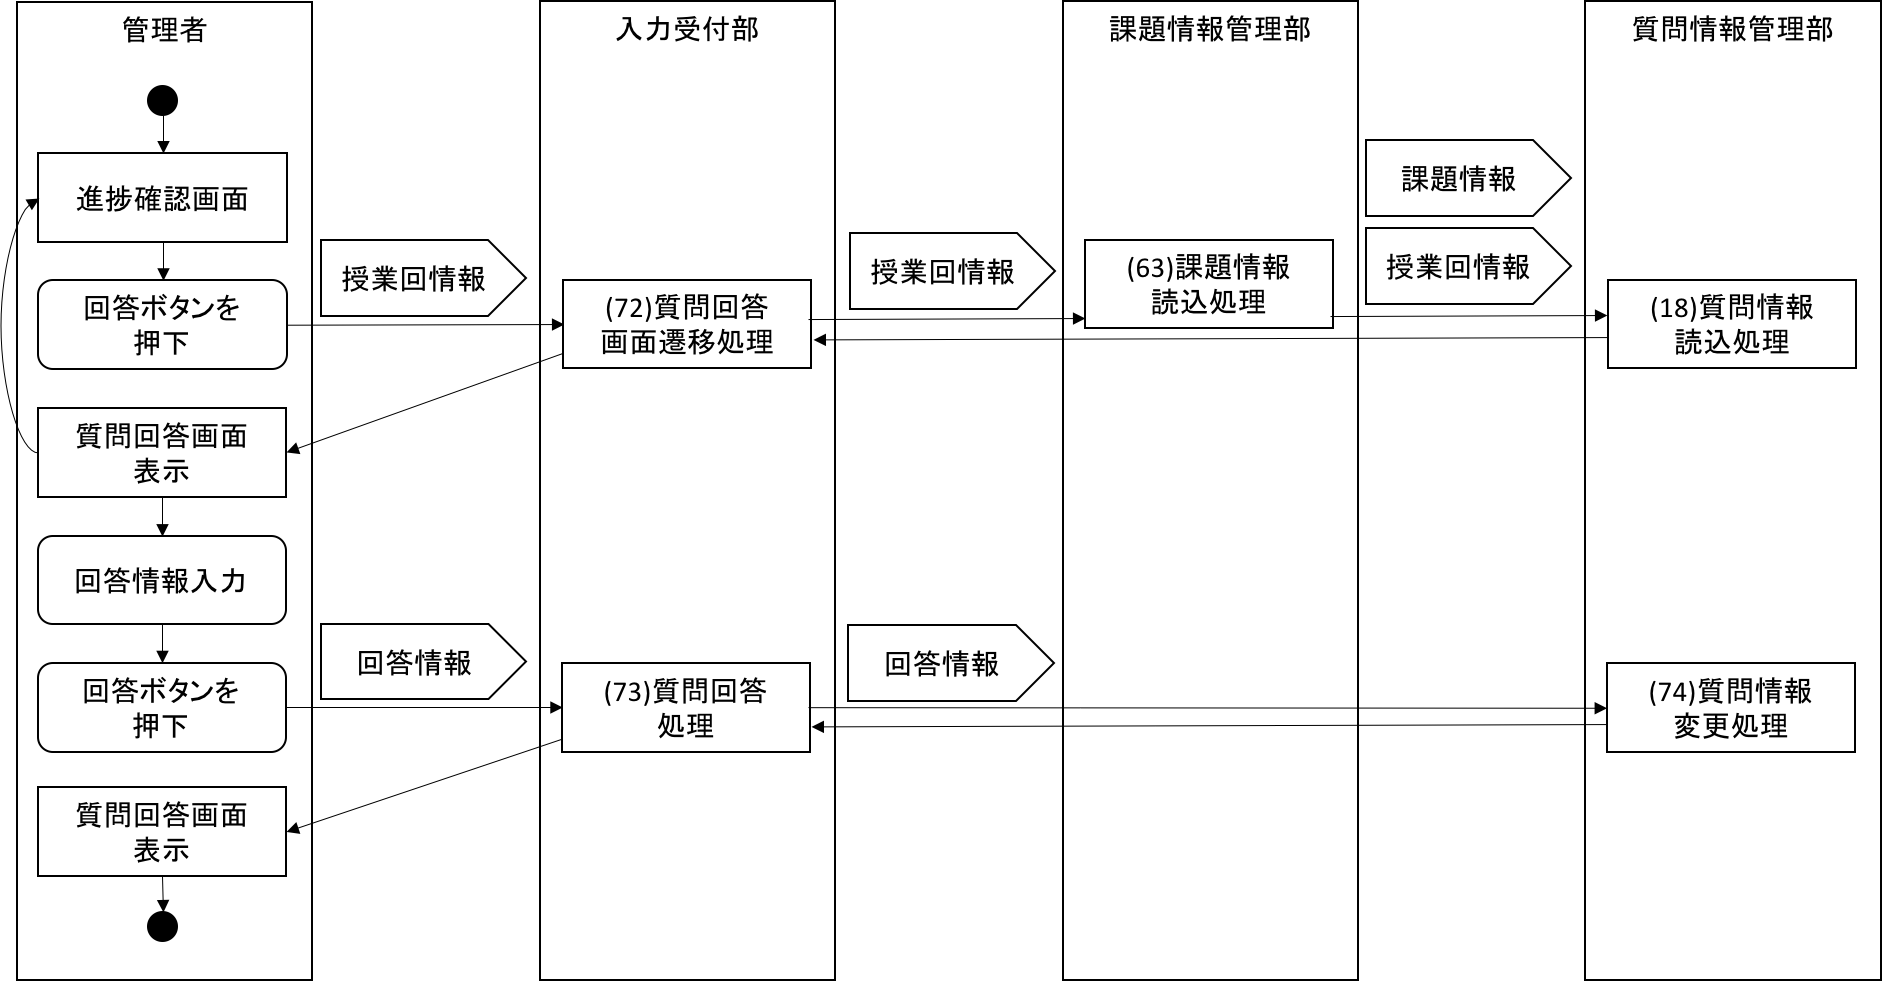 管理者
入力受付部
課題情報管理部
質問情報管理部
進捗確認画面
回答ボタンを
押下
授業回情報
(72)質問回答
画面遷移処理
授業回情報
(63)課題情報
読込処理
課題情報
授業回情報
(18)質問情報
読込処理
質問回答画面
表示
回答情報入力
回答ボタンを
押下
回答情報
(73)質問回答
処理
回答情報
(74)質問情報
変更処理
質問回答画面
表示